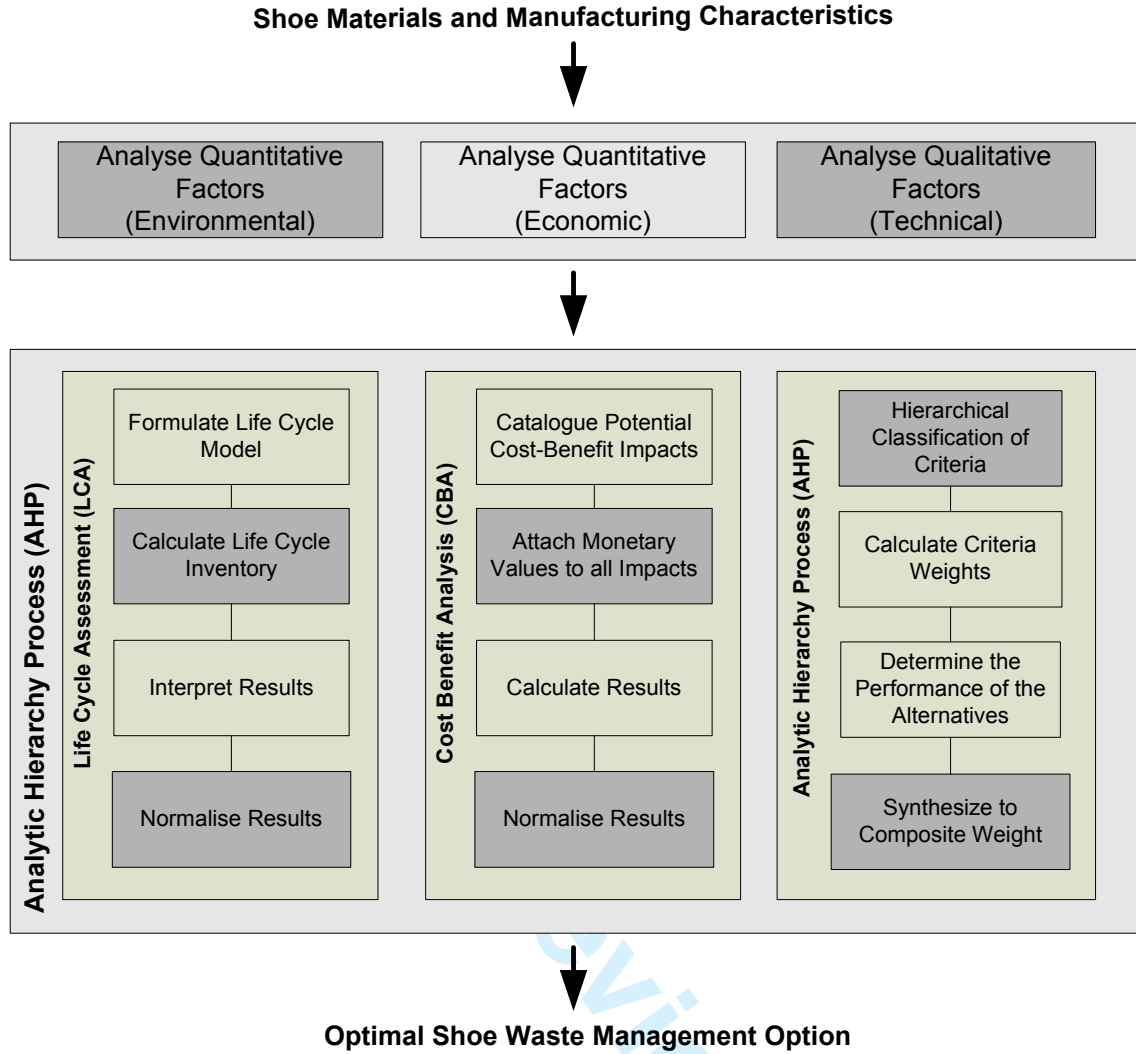 Shoe Materials and Manufacturing Characteristics
Analyse Quantitative
Factors
(Environmental)
Analyse Quantitative
Factors
(Economic)
Analyse Qualitative
Factors
(Technical)
Analytic Hierarchy Process (AHP)
Life Cycle Assessment (LCA)
Formulate Life Cycle
Model
Calculate Life Cycle
Inventory
Interpret Results
Normalise Results
Cost Benefit Analysis (CBA)
Catalogue Potential
Cost-Benefit Impacts
Attach Monetary
Values to all Impacts
Calculate Results
Normalise Results
Analytic Hierarchy Process (AHP)
Hierarchical
Classification of
Criteria
Calculate Criteria
Weights
Determine the
Performance of the
Alternatives
Synthesize to
Composite Weight
Optimal Shoe Waste Management Option